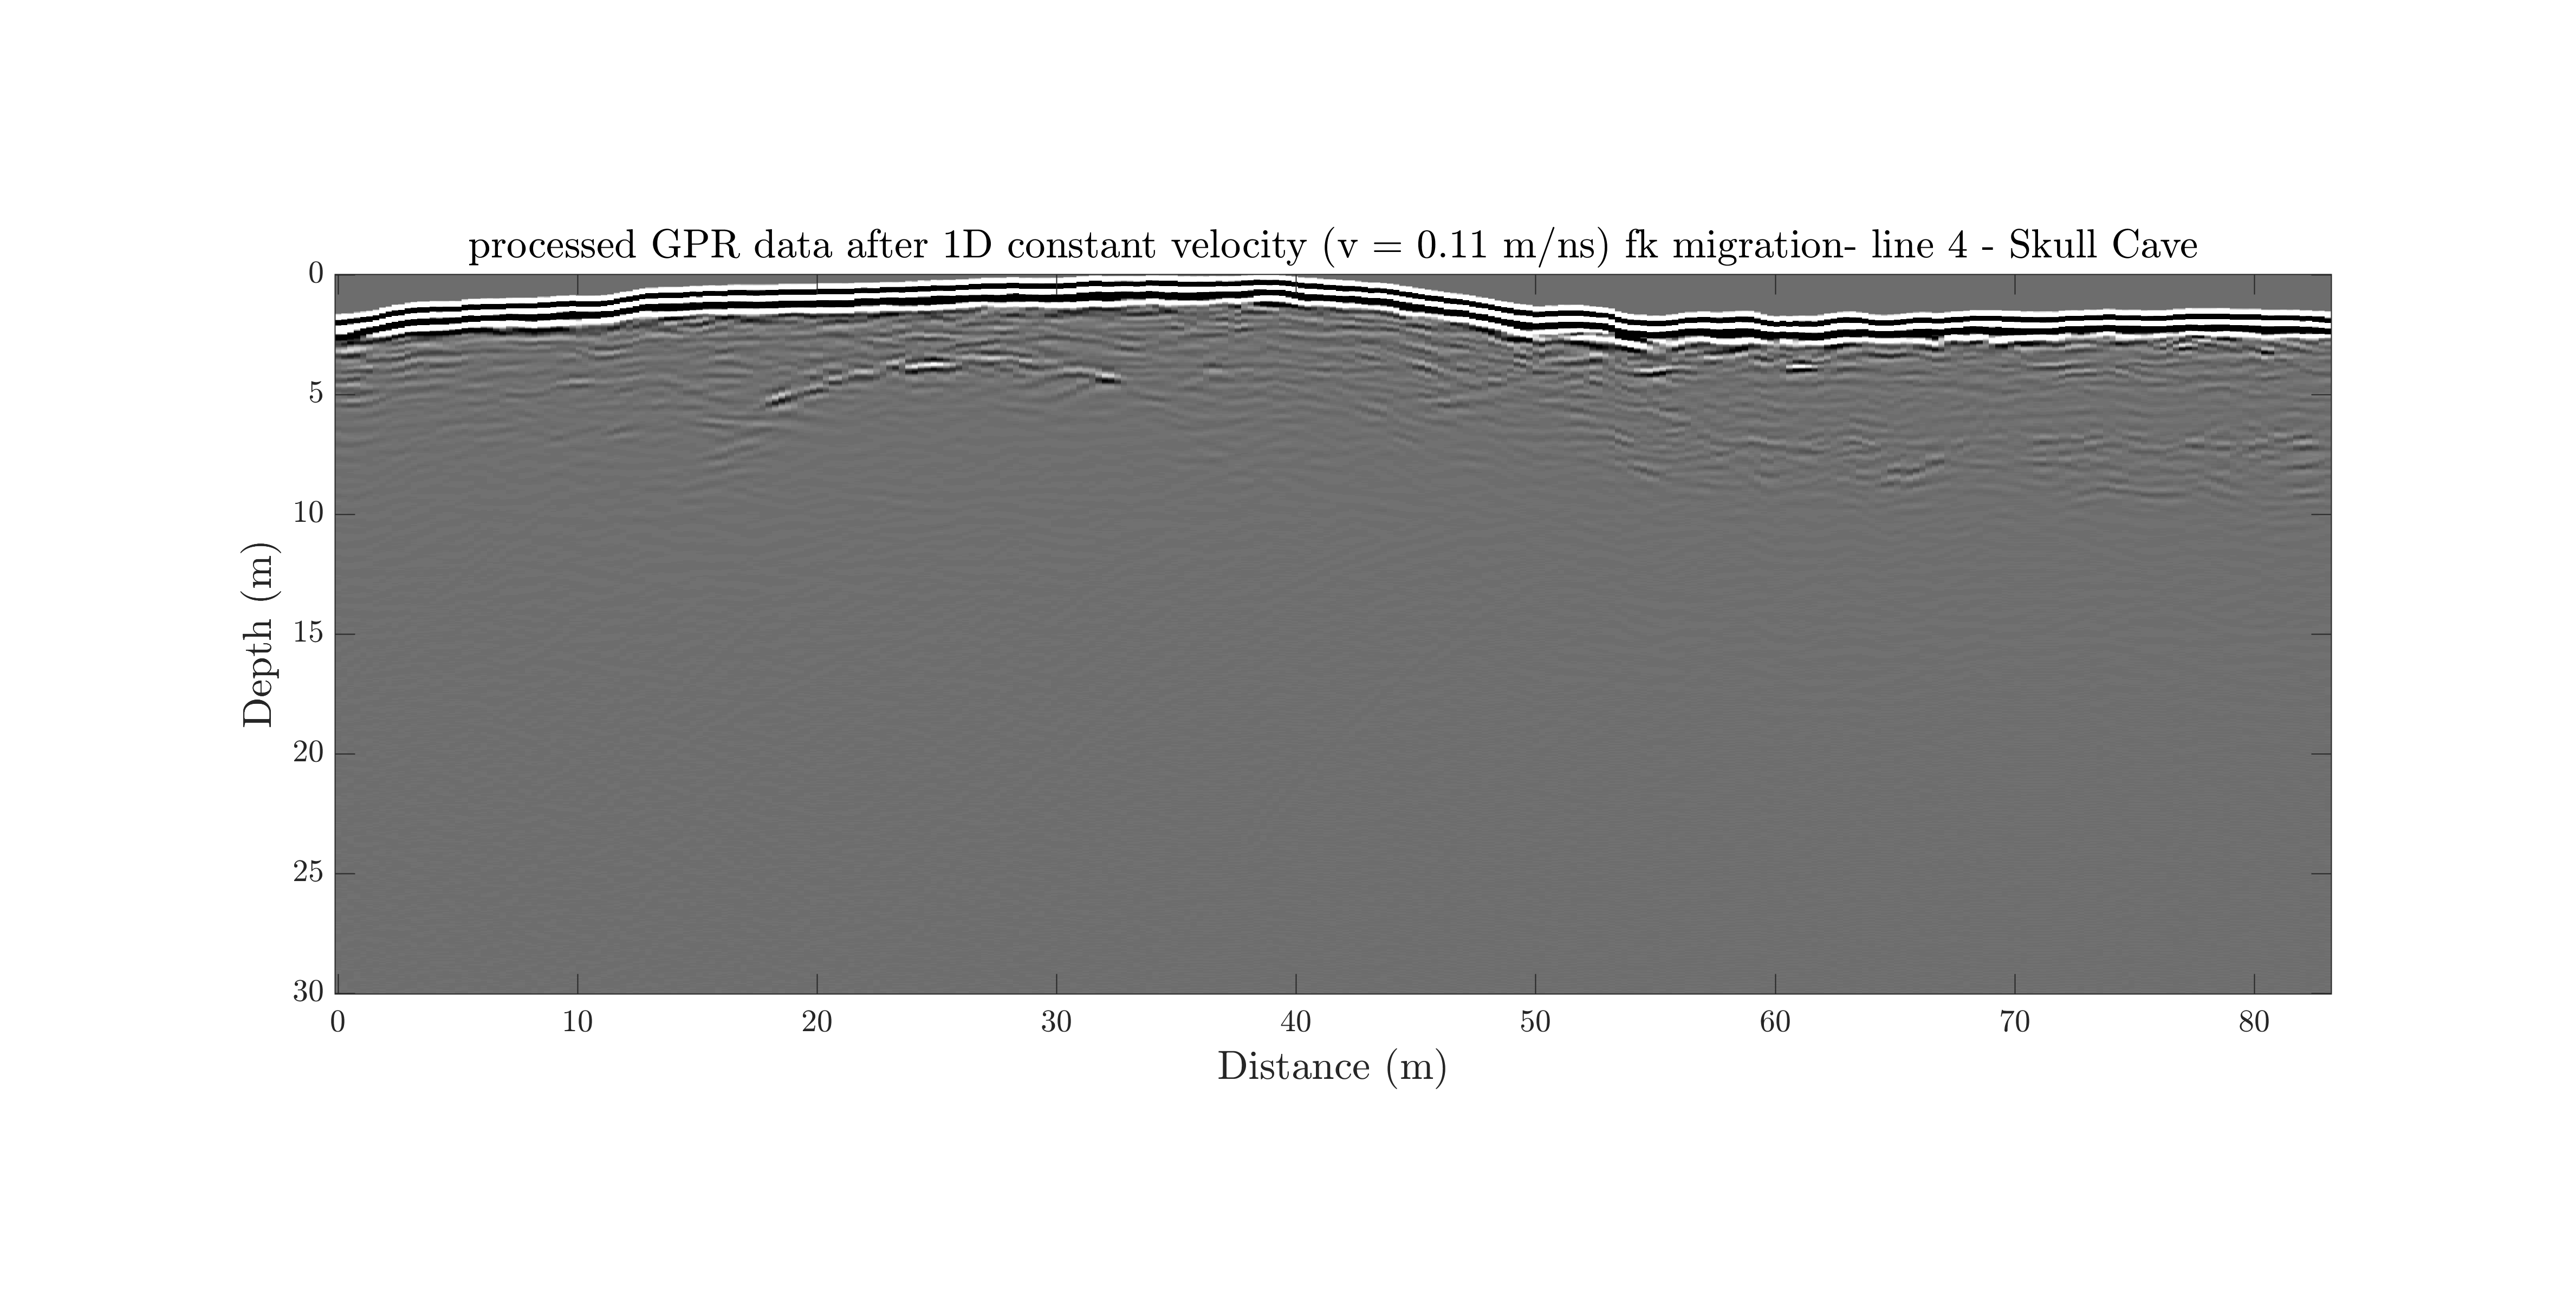 processed GPR data after 1D constant velocity (v = 0.11 m/ns) fk migration- line 4 - Skull Cave
0
5
10
15
20
25
30
Depth (m)
0 10 20 30 40 50 60 70 80
Distance (m)